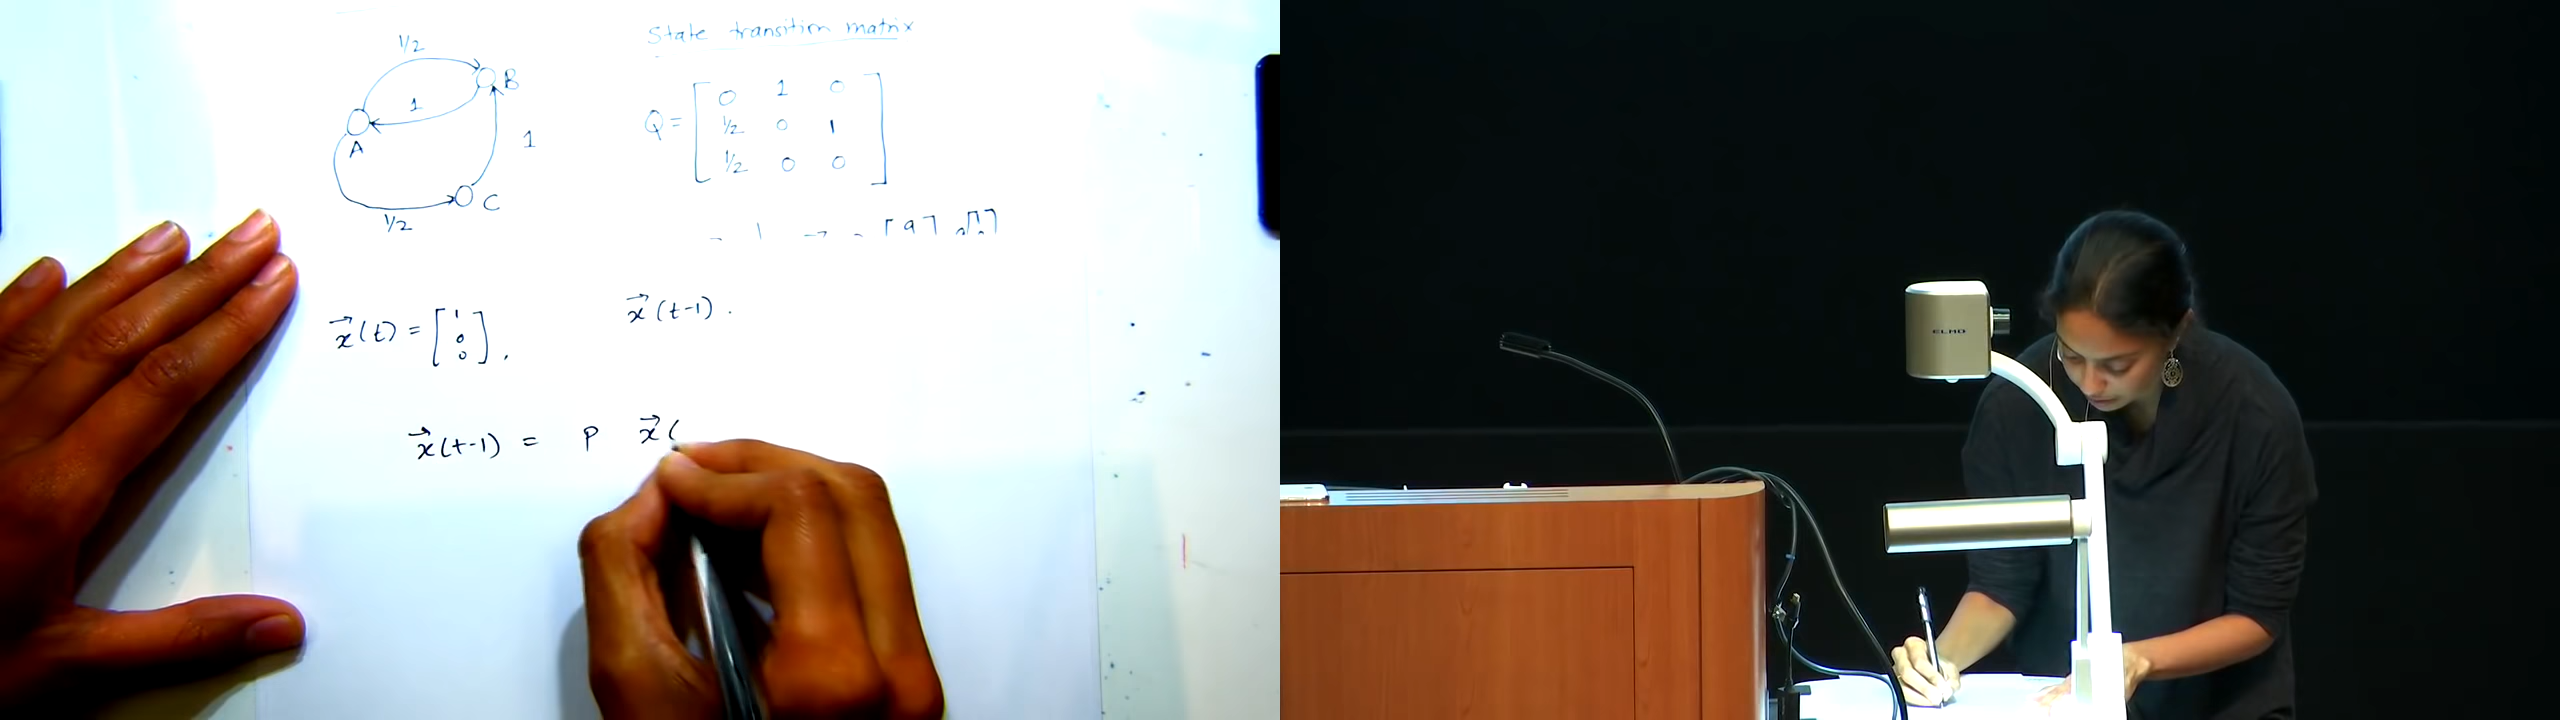 State transition matrix
1/2
B
1
A
1
C
1/2
Q = [ 0 1 0
1/2 0 1
1/2 0 0 ]
x⃗(t) = [ 1
0
0 ] .
x⃗(t-1) .
x⃗(t-1) = P x⃗(
ELMO